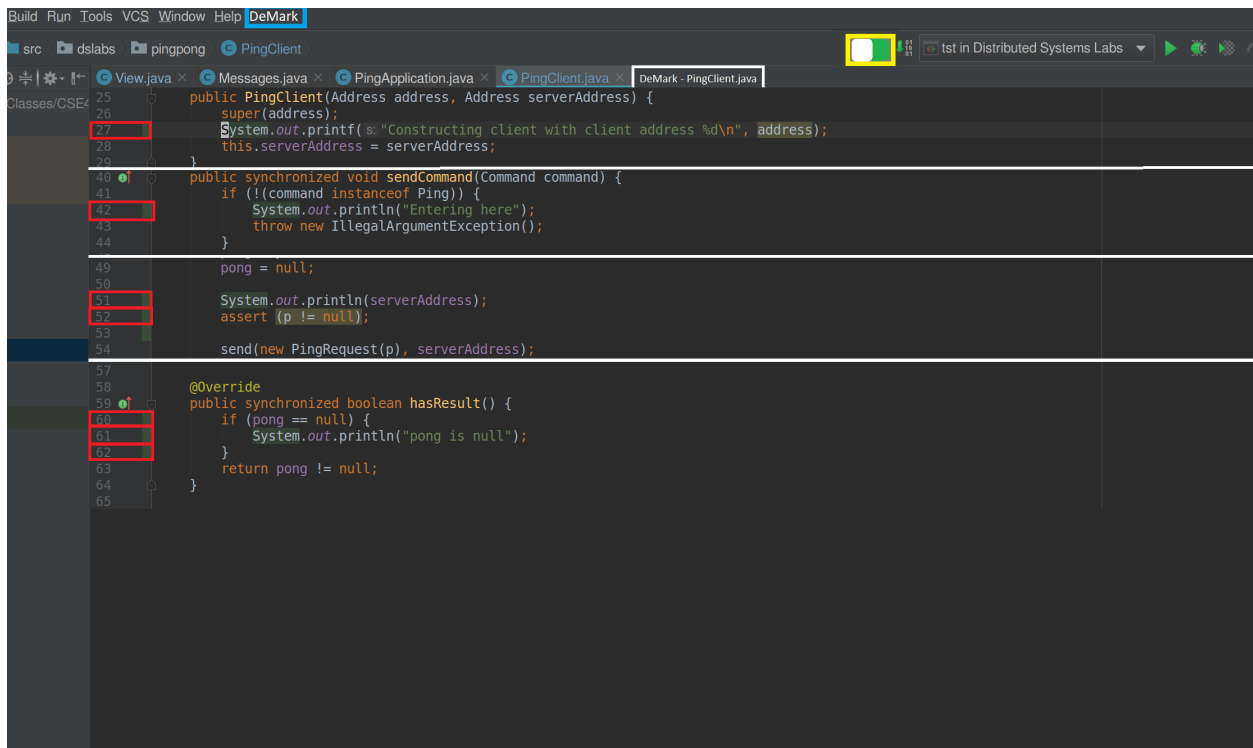 Build Run Tools VCS Window Help DeMark
src dslabs pingpong PingClient
tst in Distributed Systems Labs
View.java Messages.java PingApplication.java PingClient.java DeMark - PingClient.java
Classes/CSE4
25 public PingClient(Address address, Address serverAddress) {
26 super(address);
27 System.out.printf( s: "Constructing client with client address %d\n", address);
28 this.serverAddress = serverAddress;
29 }
40 public synchronized void sendCommand(Command command) {
41 if (!(command instanceof Ping)) {
42 System.out.println("Entering here");
43 throw new IllegalArgumentException();
44 }
49 pong = null;
50
51 System.out.println(serverAddress);
52 assert (p != null);
53
54 send(new PingRequest(p), serverAddress);
57
58 @Override
59 public synchronized boolean hasResult() {
60 if (pong == null) {
61 System.out.println("pong is null");
62 }
63 return pong != null;
64 }
65